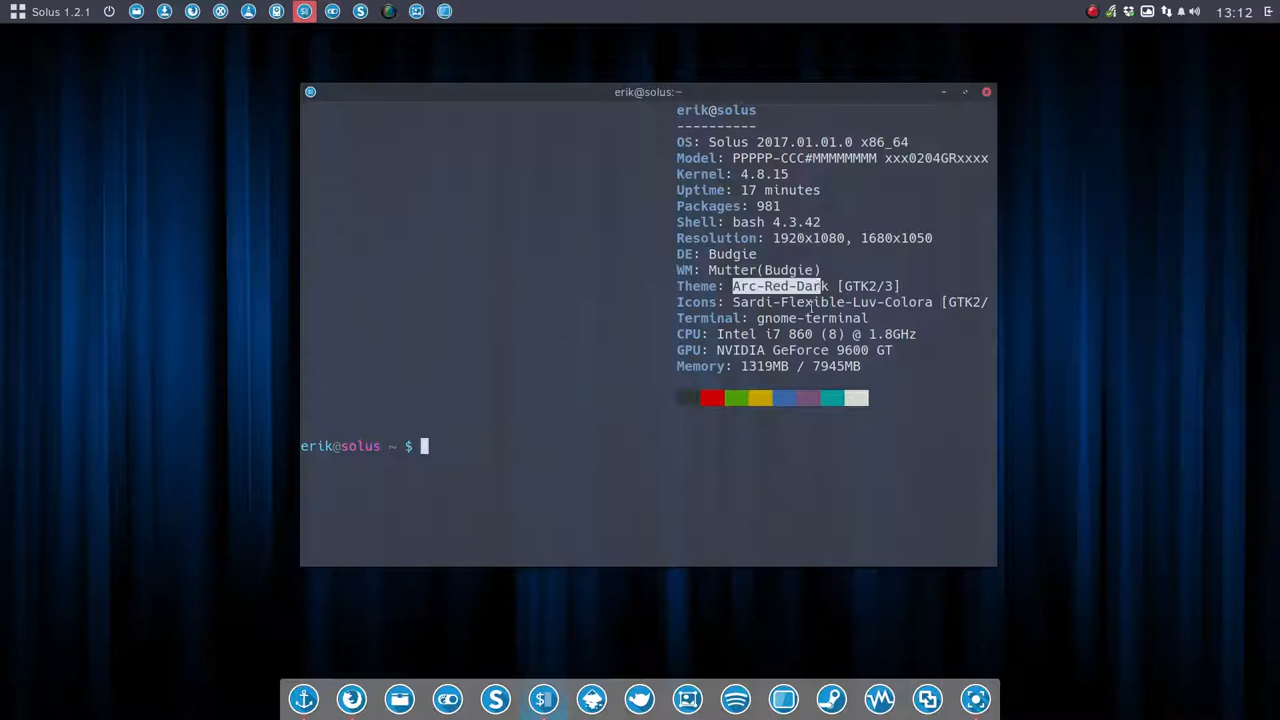 Solus 1.2.1
13:12
erik@solus:~
erik@solus
----------
OS: Solus 2017.01.01.0 x86_64
Model: PPPPP-CCC#MMMMMMMM xxx0204GRxxxx
Kernel: 4.8.15
Uptime: 17 minutes
Packages: 981
Shell: bash 4.3.42
Resolution: 1920x1080, 1680x1050
DE: Budgie
WM: Mutter(Budgie)
Theme: Arc-Red-Dark [GTK2/3]
Icons: Sardi-Flexible-Luv-Colora [GTK2/
Terminal: gnome-terminal
CPU: Intel i7 860 (8) @ 1.8GHz
GPU: NVIDIA GeForce 9600 GT
Memory: 1319MB / 7945MB
erik@solus ~ $